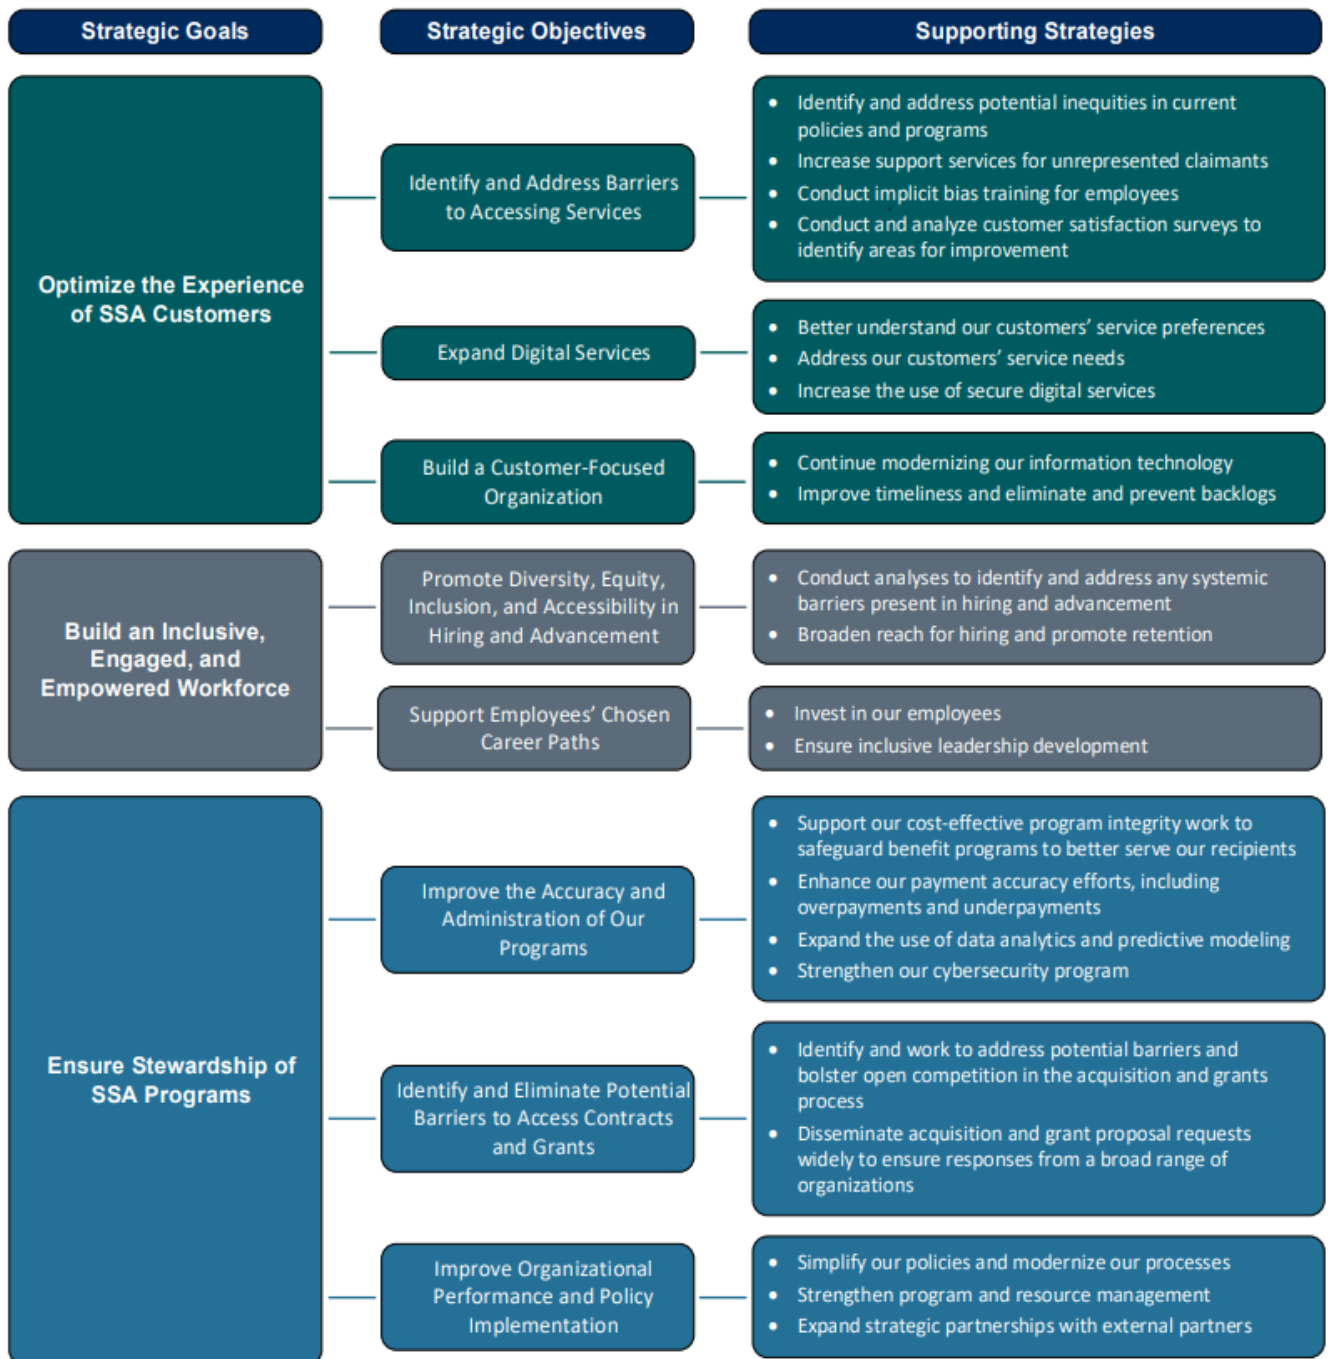 Strategic Goals
Strategic Objectives
Supporting Strategies
Optimize the Experience
of SSA Customers
Identify and Address Barriers
to Accessing Services
• Identify and address potential inequities in current
policies and programs
• Increase support services for unrepresented claimants
• Conduct implicit bias training for employees
• Conduct and analyze customer satisfaction surveys to
identify areas for improvement
Expand Digital Services
• Better understand our customers’ service preferences
• Address our customers’ service needs
• Increase the use of secure digital services
Build a Customer-Focused
Organization
• Continue modernizing our information technology
• Improve timeliness and eliminate and prevent backlogs
Build an Inclusive,
Engaged, and
Empowered Workforce
Promote Diversity, Equity,
Inclusion, and Accessibility in
Hiring and Advancement
• Conduct analyses to identify and address any systemic
barriers present in hiring and advancement
• Broaden reach for hiring and promote retention
Support Employees’ Chosen
Career Paths
• Invest in our employees
• Ensure inclusive leadership development
Ensure Stewardship of
SSA Programs
Improve the Accuracy and
Administration of Our
Programs
• Support our cost-effective program integrity work to
safeguard benefit programs to better serve our recipients
• Enhance our payment accuracy efforts, including
overpayments and underpayments
• Expand the use of data analytics and predictive modeling
• Strengthen our cybersecurity program
Identify and Eliminate Potential
Barriers to Access Contracts
and Grants
• Identify and work to address potential barriers and
bolster open competition in the acquisition and grants
process
• Disseminate acquisition and grant proposal requests
widely to ensure responses from a broad range of
organizations
Improve Organizational
Performance and Policy
Implementation
• Simplify our policies and modernize our processes
• Strengthen program and resource management
• Expand strategic partnerships with external partners